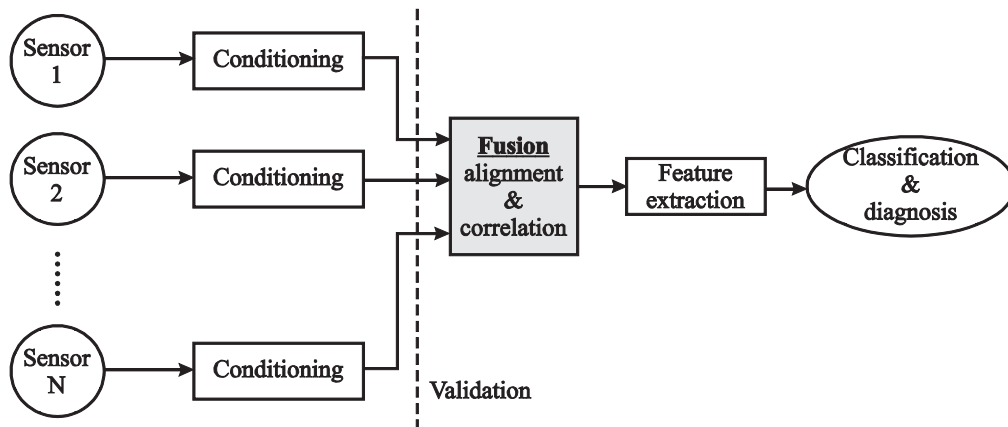 Sensor
1
Conditioning
Sensor
2
Conditioning
Sensor
N
Conditioning
Validation
Fusion
alignment
&
correlation
Feature
extraction
Classification
&
diagnosis